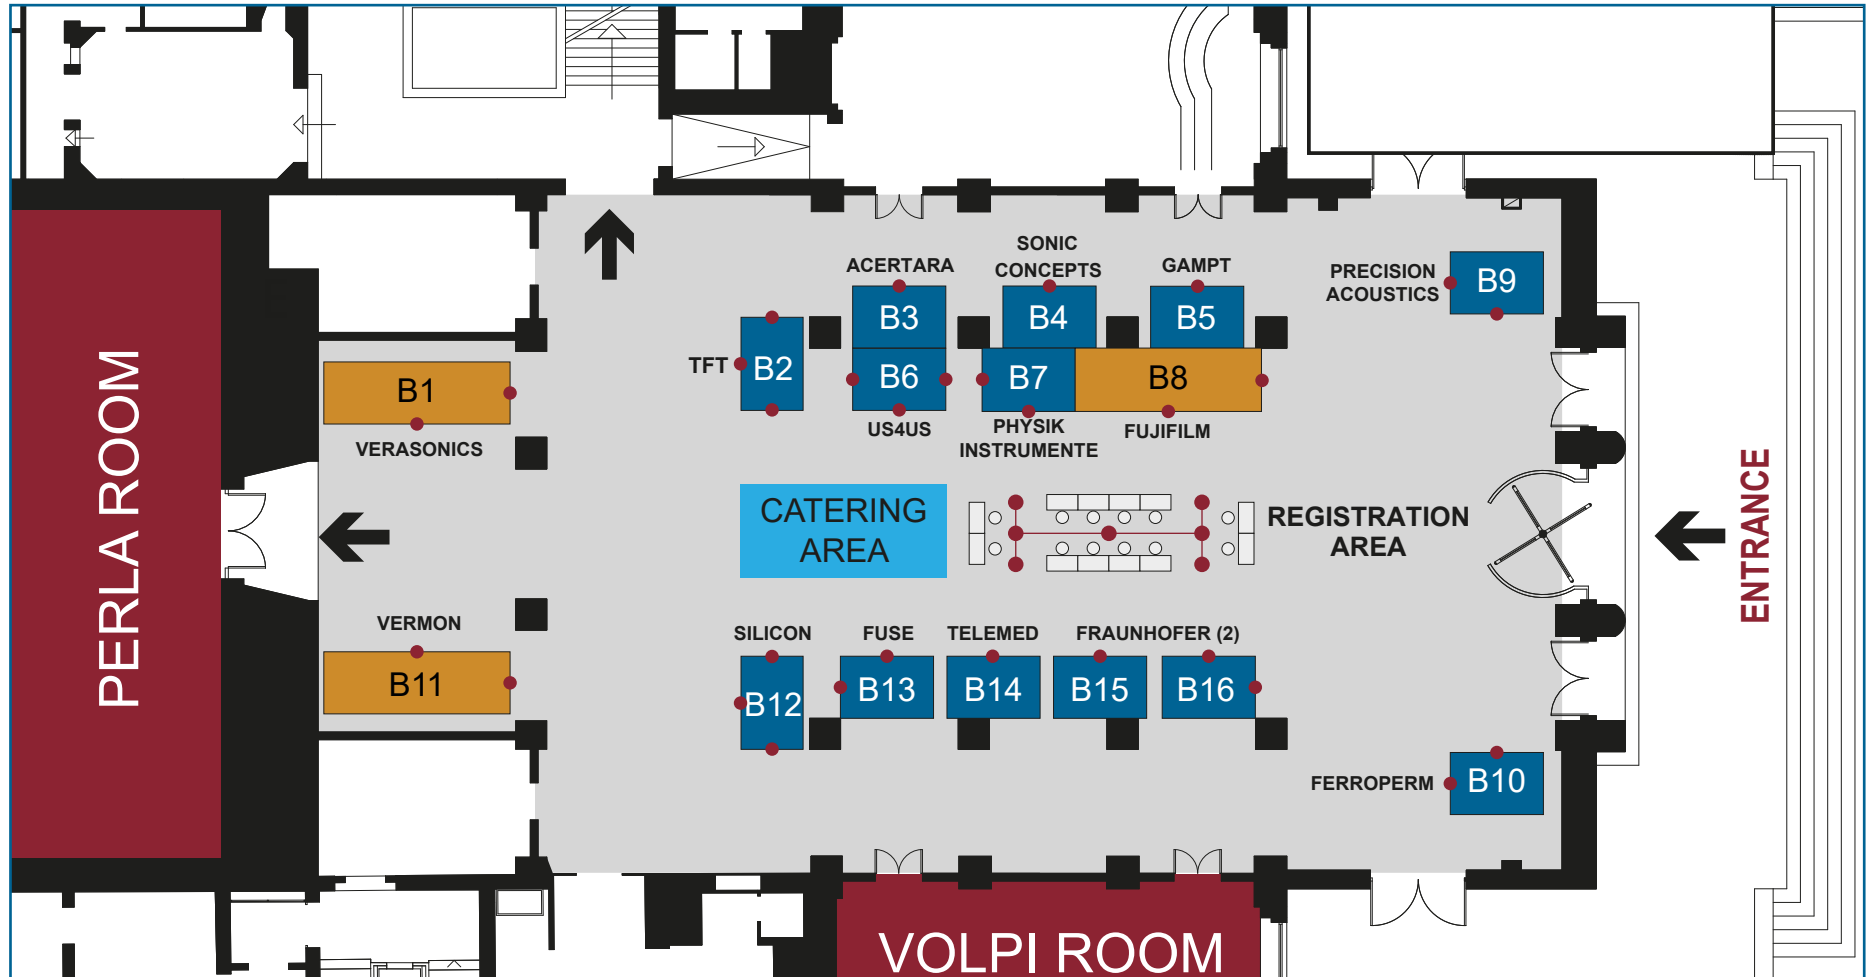 SONIC
CONCEPTS
ACERTARA
GAMPT
PRECISION
ACOUSTICS
B9
B3
B4
B5
TFT
B2
B1
B6
B7
B8
VERASONICS
US4US
PHYSIK
INSTRUMENTE
FUJIFILM
PERLA ROOM
CATERING
AREA
REGISTRATION
AREA
ENTRANCE
VERMON
SILICON
FUSE
TELEMED
FRAUNHOFER (2)
B11
B12
B13
B14
B15
B16
FERROPERM
B10
VOLPI ROOM